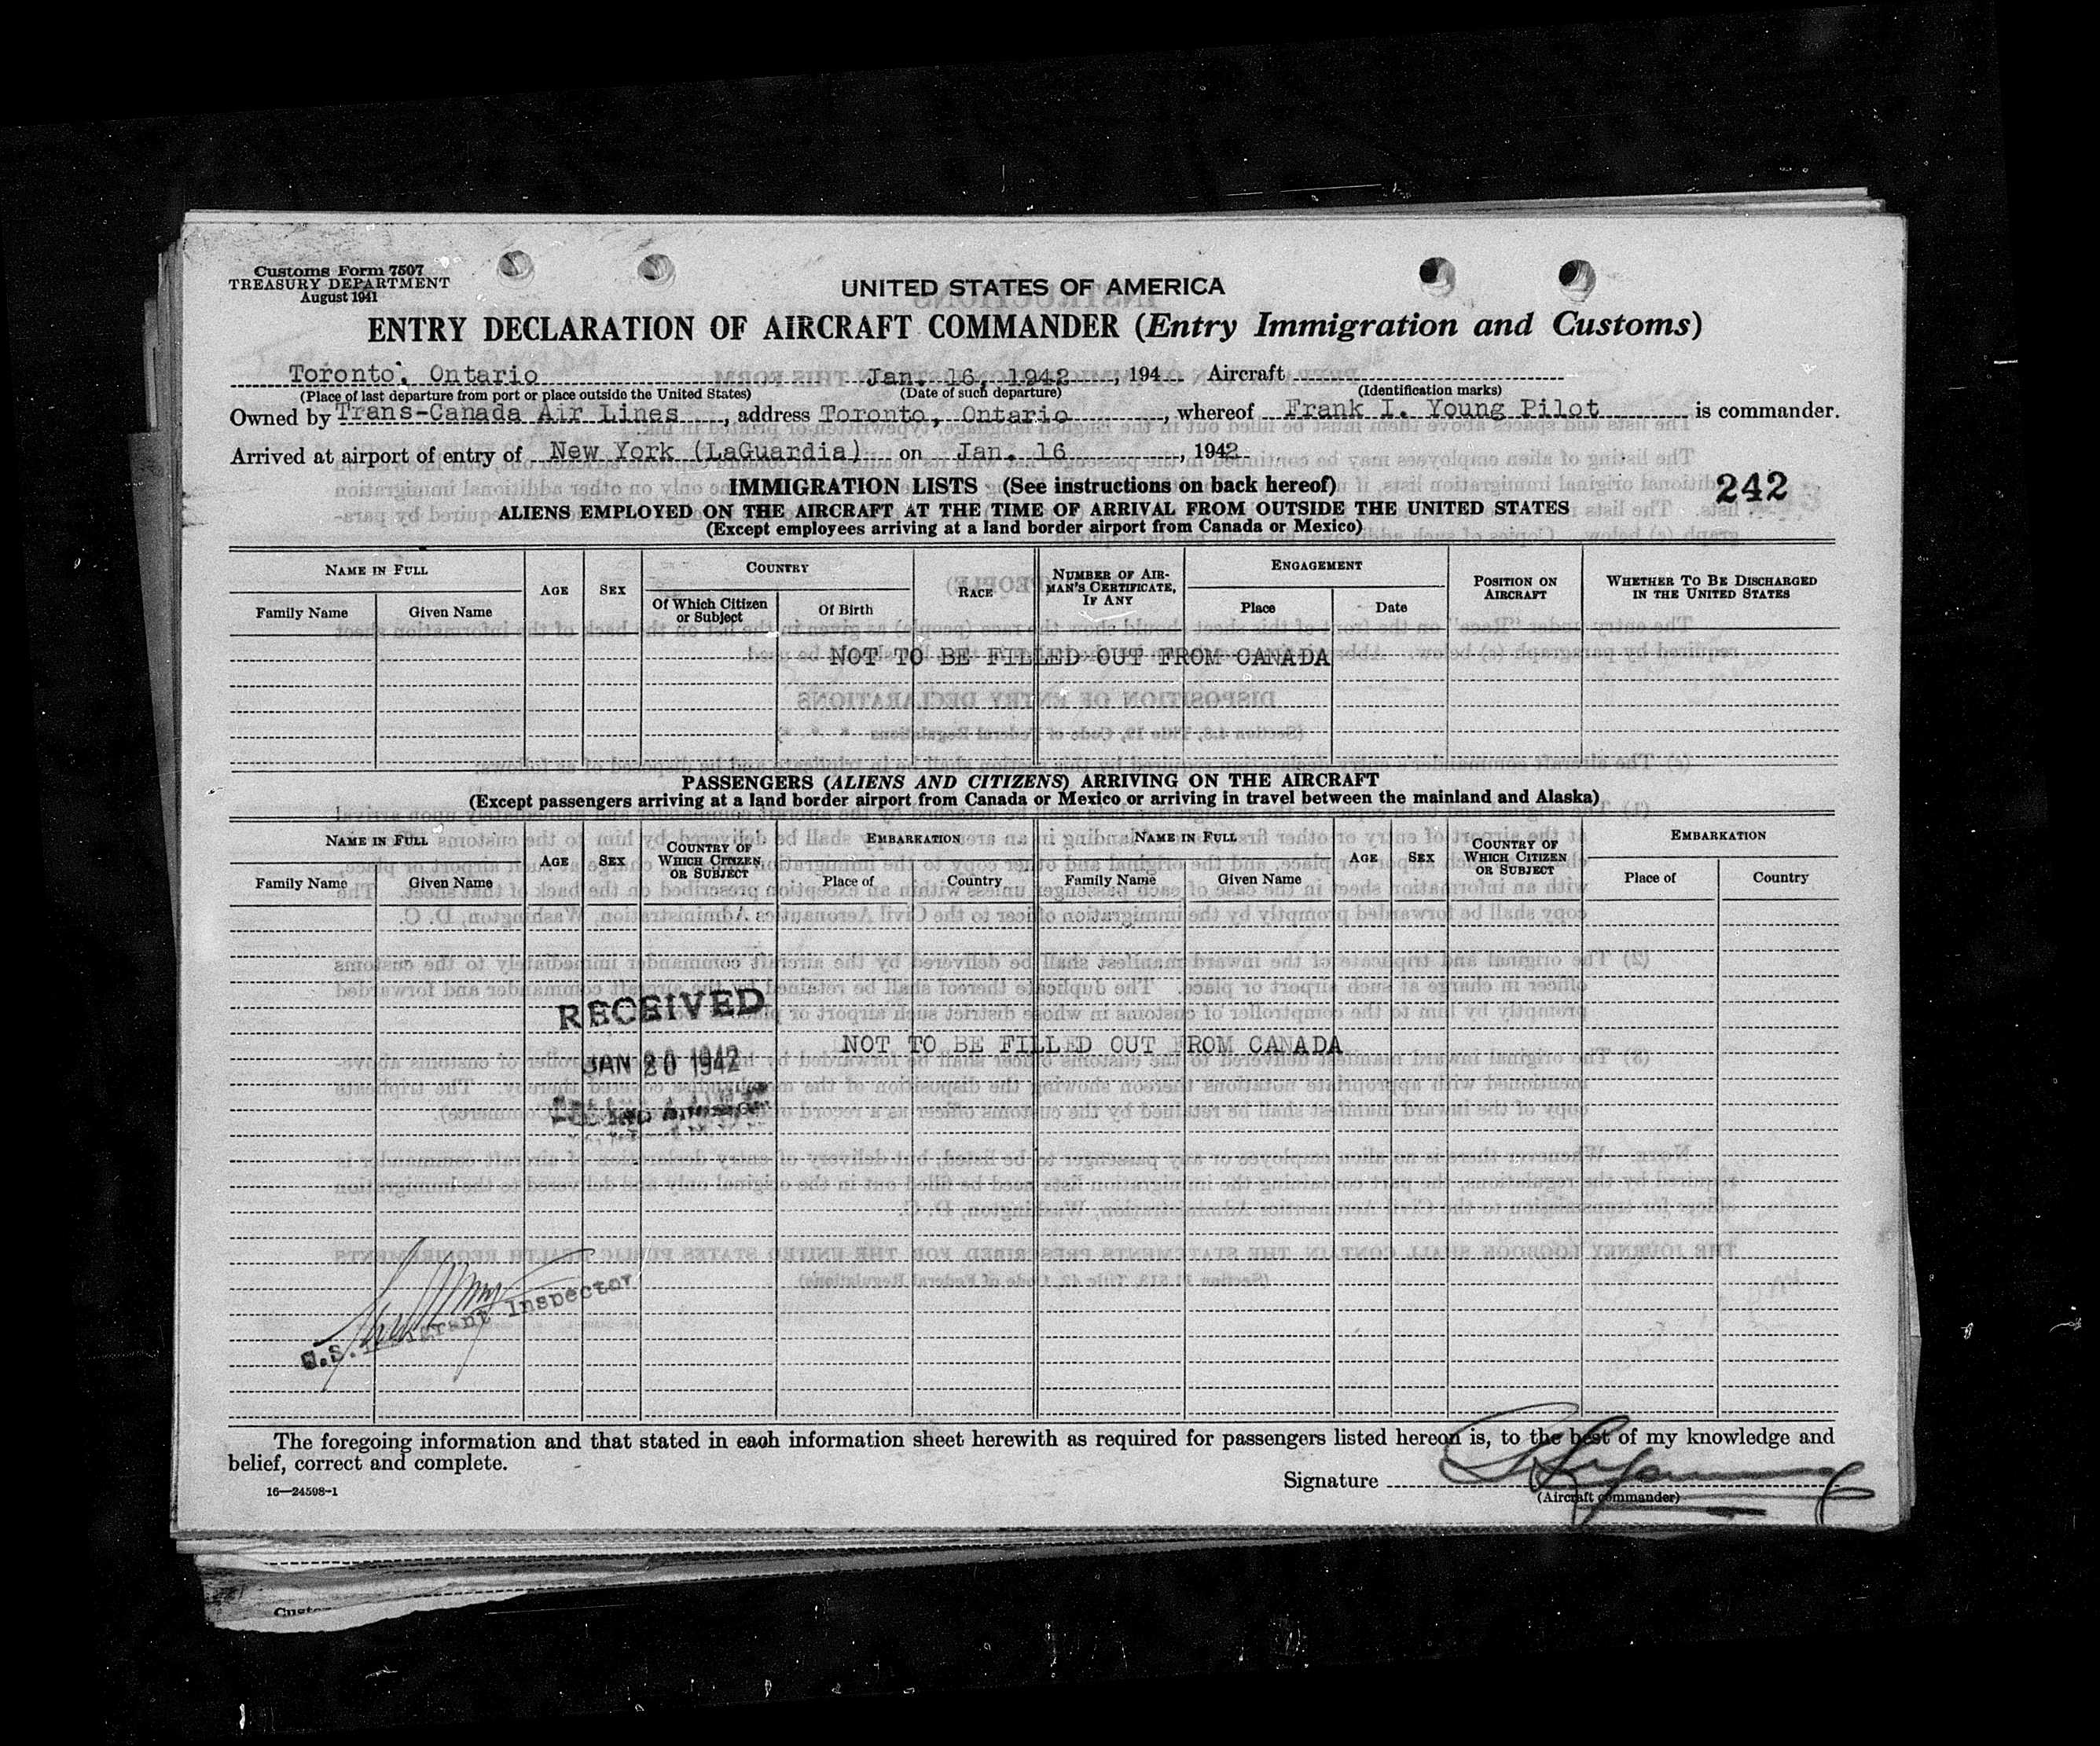 Customs Form 7507
TREASURY DEPARTMENT
August 1941
UNITED STATES OF AMERICA
ENTRY DECLARATION OF AIRCRAFT COMMANDER (Entry Immigration and Customs)
Toronto, Ontario Jan. 16, 1942, 194 Aircraft
(Place of last departure from port or place outside the United States) (Date of such departure) (Identification marks)
Owned by Trans-Canada Air Lines, address Toronto, Ontario, whereof Frank I. Young Pilot is commander.
Arrived at airport of entry of New York (LaGuardia) on Jan. 16, 1942
IMMIGRATION LISTS (See instructions on back hereof)
242
ALIENS EMPLOYED ON THE AIRCRAFT AT THE TIME OF ARRIVAL FROM OUTSIDE THE UNITED STATES
(Except employees arriving at a land border airport from Canada or Mexico)
NAME IN FULL AGE SEX COUNTRY RACE NUMBER OF AIRMAN'S CERTIFICATE, IF ANY ENGAGEMENT POSITION ON AIRCRAFT WHETHER TO BE DISCHARGED IN THE UNITED STATES
Family Name Given Name Of Which Citizen or Subject Of Birth Place Date
NOT TO BE FILLED OUT FROM CANADA
PASSENGERS (ALIENS AND CITIZENS) ARRIVING ON THE AIRCRAFT
(Except passengers arriving at a land border airport from Canada or Mexico or arriving in travel between the mainland and Alaska)
NAME IN FULL AGE SEX COUNTRY OF WHICH CITIZEN OR SUBJECT EMBARKATION NAME IN FULL AGE SEX COUNTRY OF WHICH CITIZEN OR SUBJECT EMBARKATION
Family Name Given Name Place of Country Family Name Given Name Place of Country
RECEIVED
NOT TO BE FILLED OUT FROM CANADA
JAN 20 1942
U.S. Immigrant Inspector
The foregoing information and that stated in each information sheet herewith as required for passengers listed hereon is, to the best of my knowledge and
belief, correct and complete.
Signature
(Aircraft commander)
16—24598-1